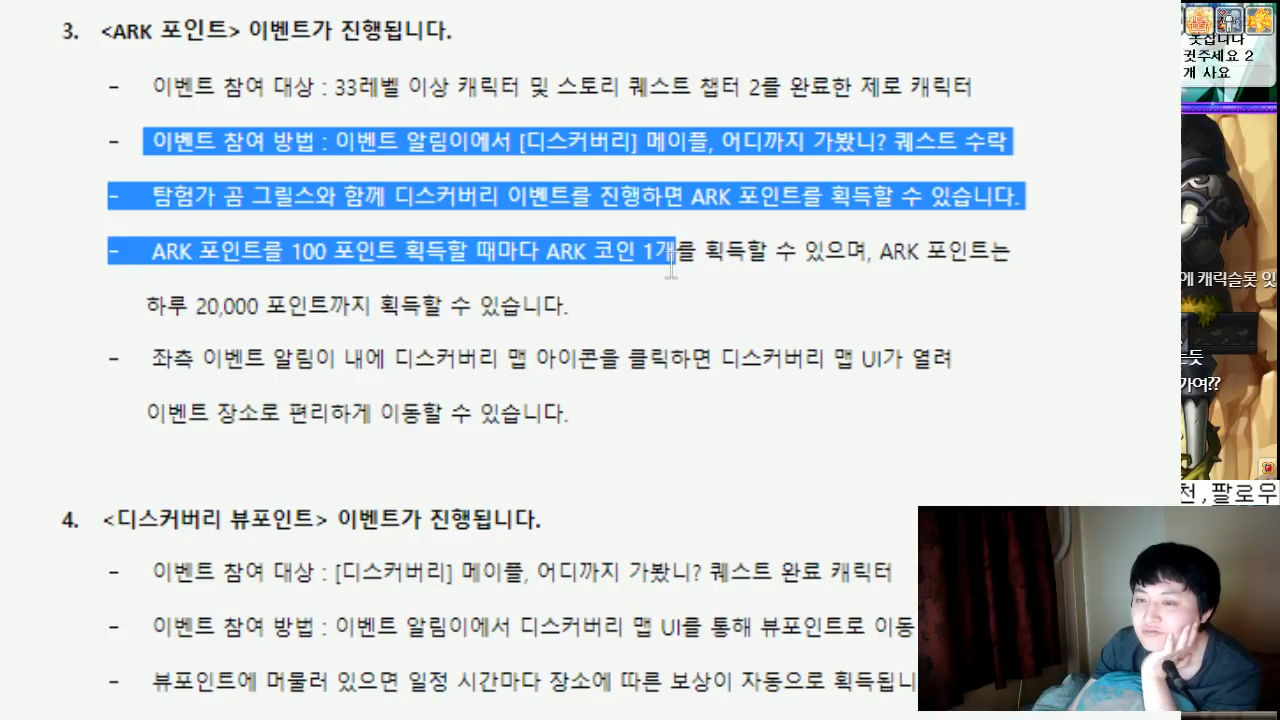 3. <ARK 포인트> 이벤트가 진행됩니다.
- 이벤트 참여 대상 : 33레벨 이상 캐릭터 및 스토리 퀘스트 챕터 2를 완료한 제로 캐릭터
- 이벤트 참여 방법 : 이벤트 알림이에서 [디스커버리] 메이플, 어디까지 가봤니? 퀘스트 수락
- 탐험가 곰 그릴스와 함께 디스커버리 이벤트를 진행하면 ARK 포인트를 획득할 수 있습니다.
- ARK 포인트를 100 포인트 획득할 때마다 ARK 코인 1개를 획득할 수 있으며, ARK 포인트는
하루 20,000 포인트까지 획득할 수 있습니다.
- 좌측 이벤트 알림이 내에 디스커버리 맵 아이콘을 클릭하면 디스커버리 맵 UI가 열려
이벤트 장소로 편리하게 이동할 수 있습니다.
4. <디스커버리 뷰포인트> 이벤트가 진행됩니다.
- 이벤트 참여 대상 : [디스커버리] 메이플, 어디까지 가봤니? 퀘스트 완료 캐릭터
- 이벤트 참여 방법 : 이벤트 알림이에서 디스커버리 맵 UI를 통해 뷰포인트로 이동
뷰포인트에 머물러 있으면 일정 시간마다 장소에 따른 보상이 자동으로 획득됩니
컷주세요 2
개 사요
에 캐릭슬롯 잇
는듯
가여??
천,팔로우